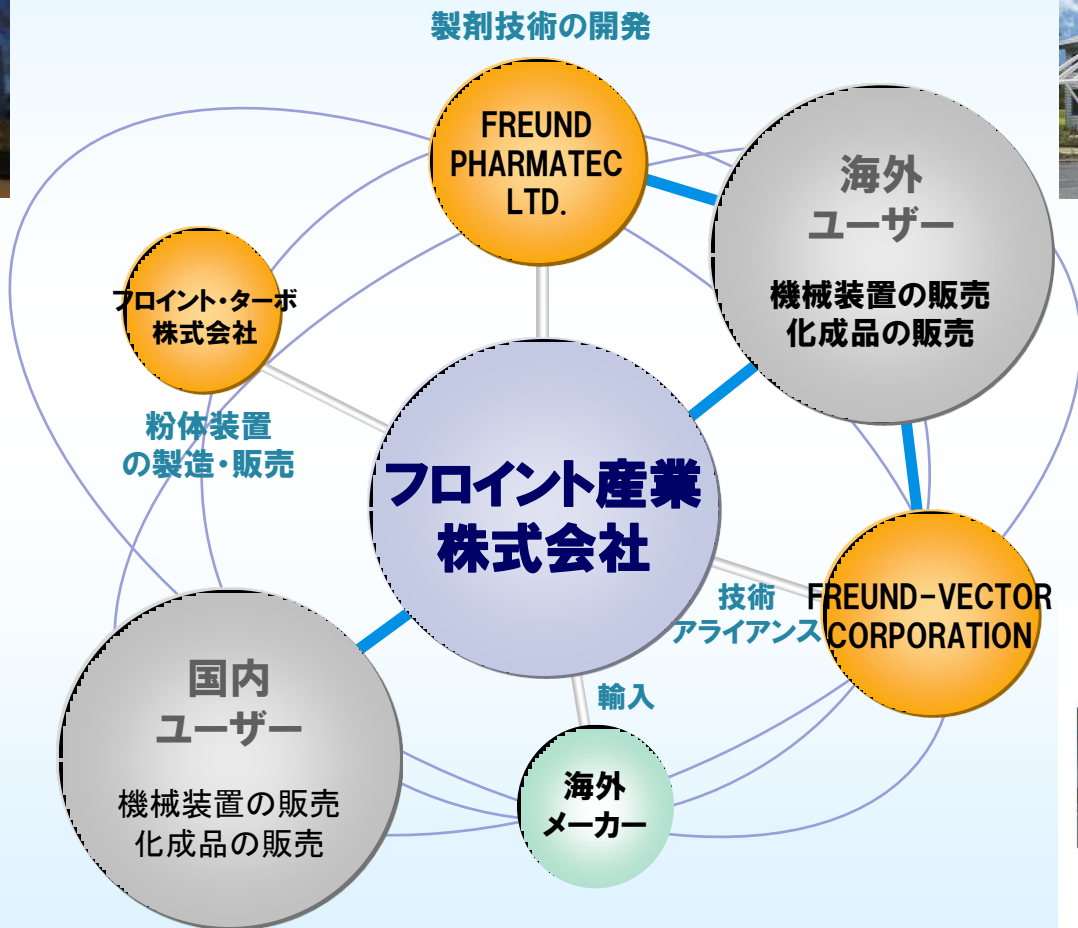 製剤技術の開発
FREUND
PHARMATEC
LTD.
海外
ユーザー
機械装置の販売
化成品の販売
フロイント・ターボ
株式会社
粉体装置
の製造・販売
フロイント産業
株式会社
技術
アライアンス
FREUND-VECTOR
CORPORATION
国内
ユーザー
機械装置の販売
化成品の販売
輸入
海外
メーカー